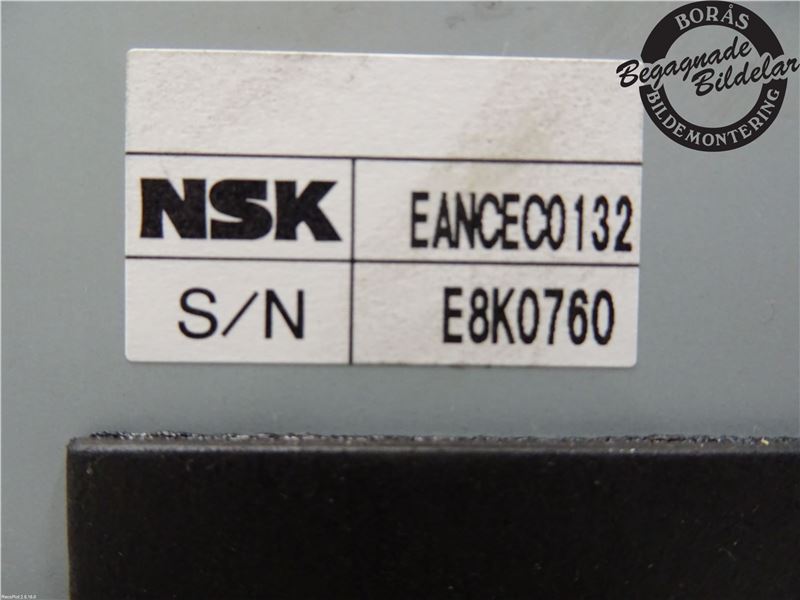 BORÅS
Begagnade
Bildelar
BILDEMONTERING
NSK EANCEC0132
S/N E8K0760